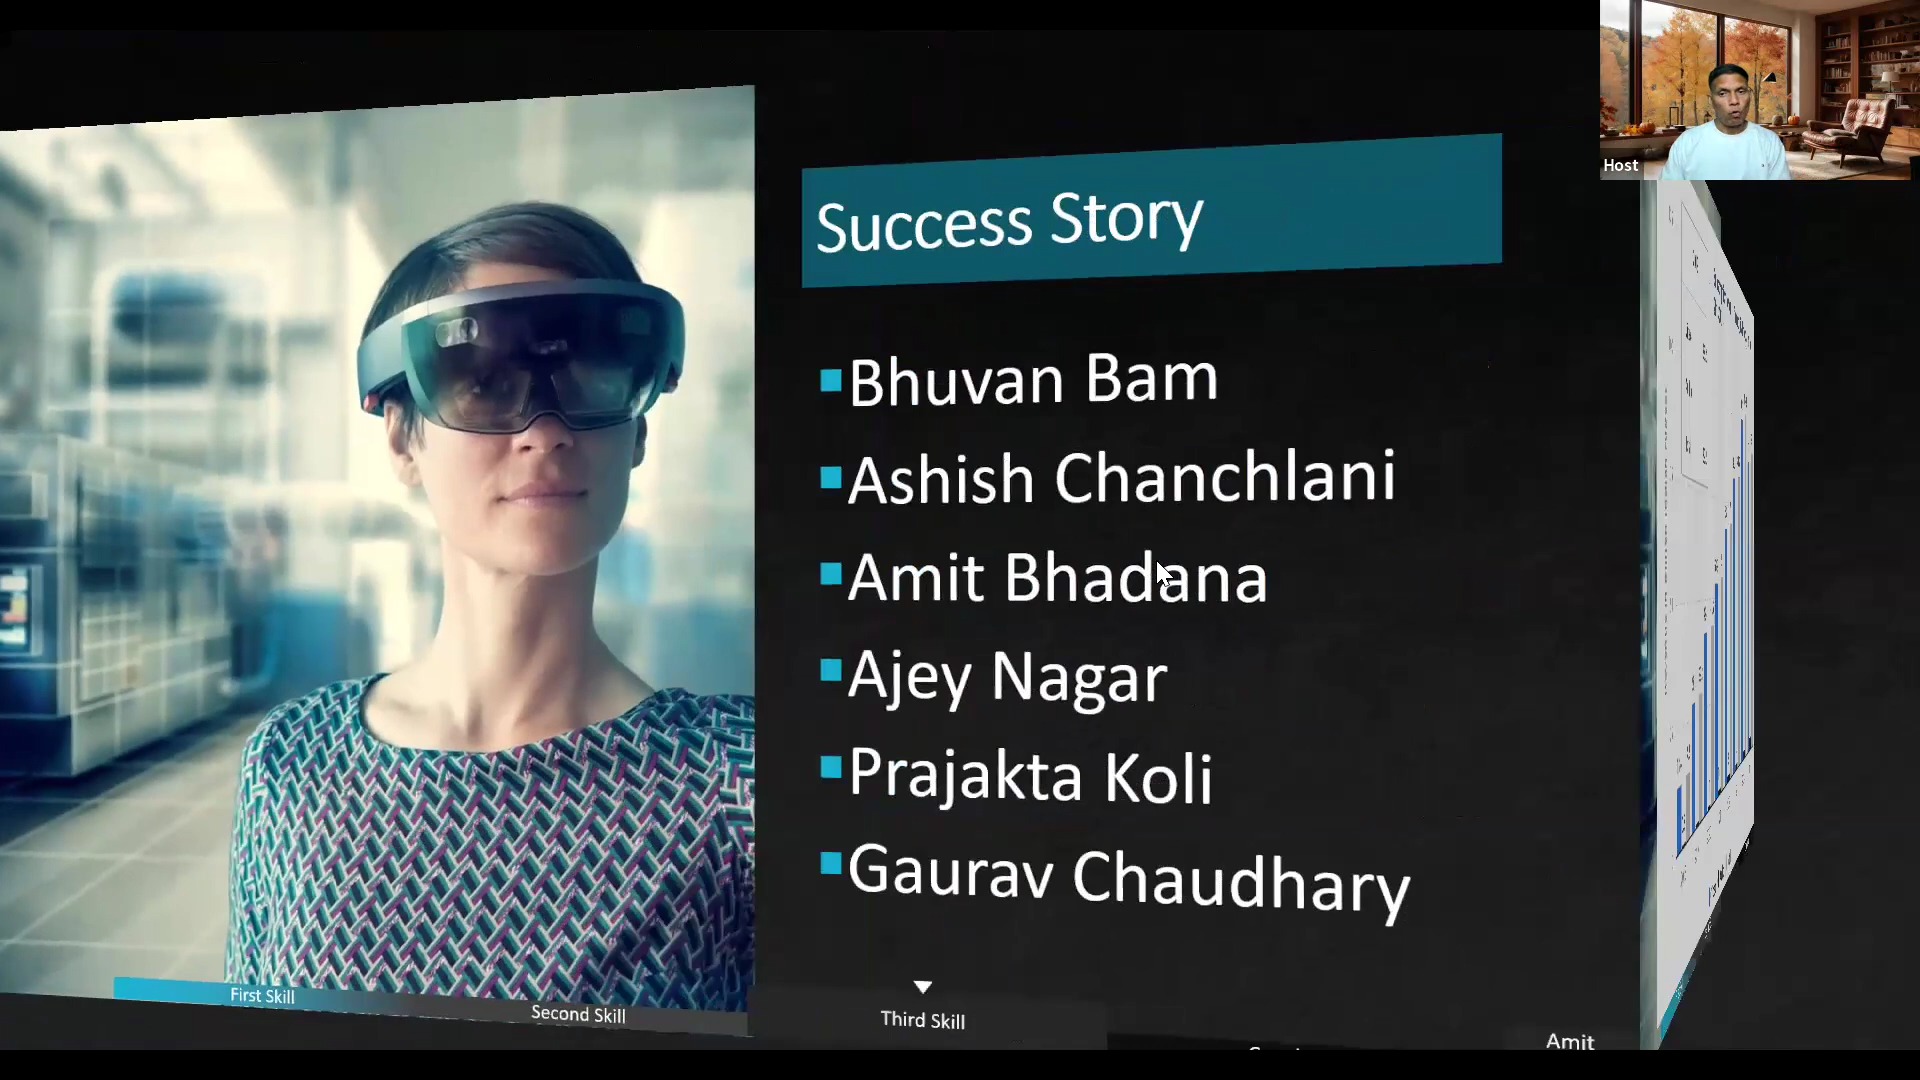 Host
Success Story
Bhuvan Bam
Ashish Chanchlani
Amit Bhadana
Ajey Nagar
Prajakta Koli
Gaurav Chaudhary
First Skill
Second Skill
Third Skill
Amit